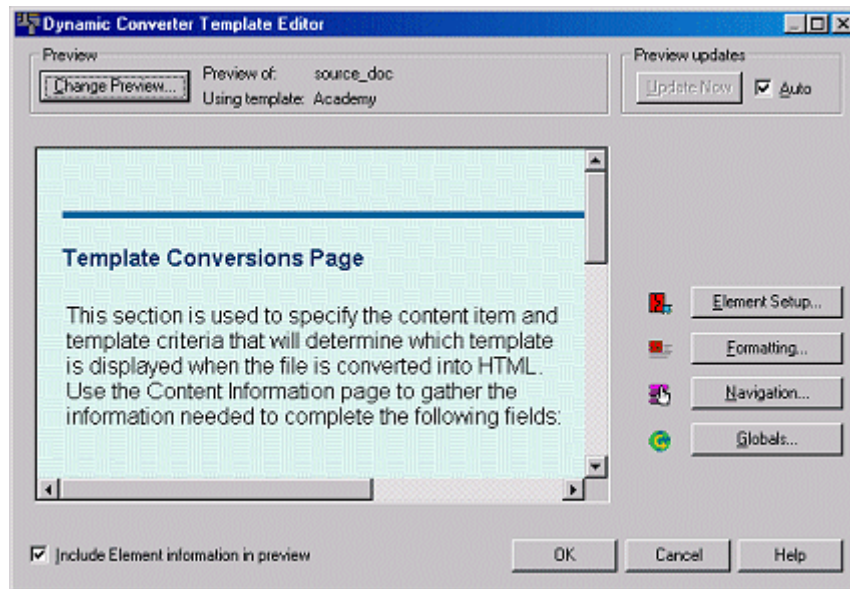 Dynamic Converter Template Editor
Preview
Change Preview...
Preview of: source_doc
Using template: Academy
Preview updates
Update Now
Auto
Template Conversions Page
This section is used to specify the content item and
template criteria that will determine which template
is displayed when the file is converted into HTML.
Use the Content Information page to gather the
information needed to complete the following fields:
Element Setup...
Formatting...
Navigation...
Globals...
Include Element information in preview
OK
Cancel
Help